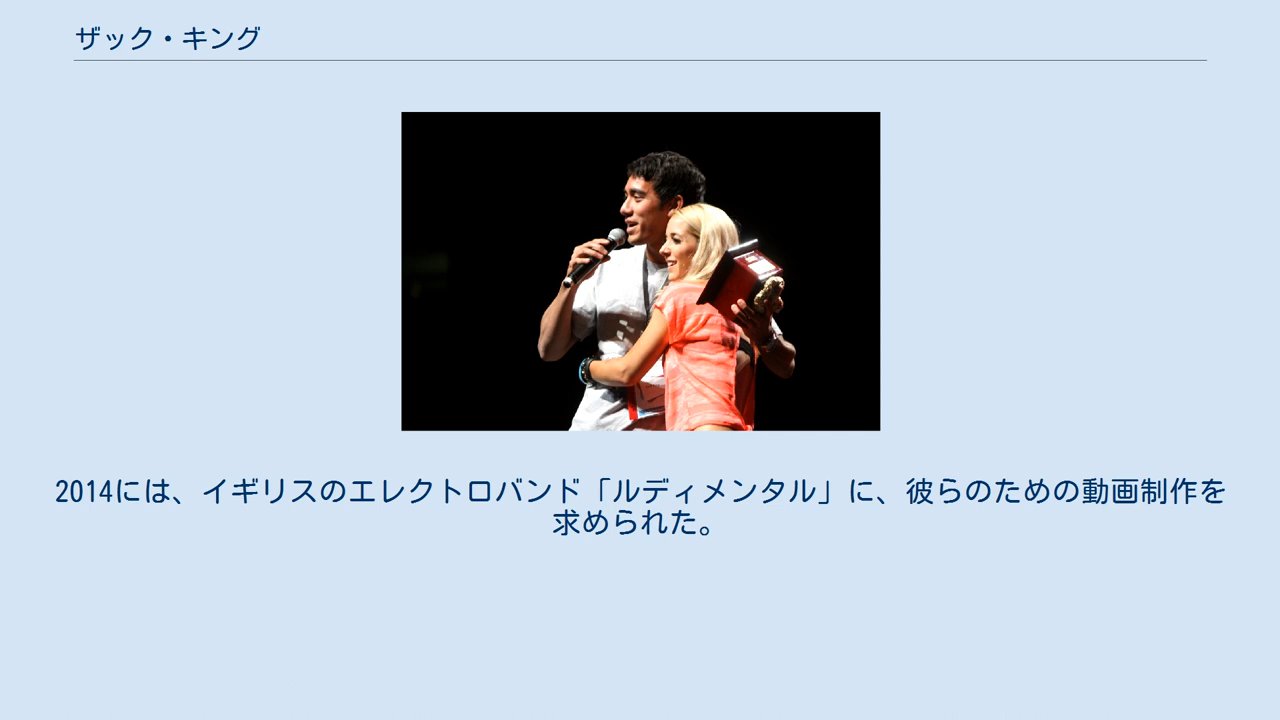 ザック・キング
2014には、イギリスのエレクトロバンド「ルディメンタル」に、彼らのための動画制作を
求められた。